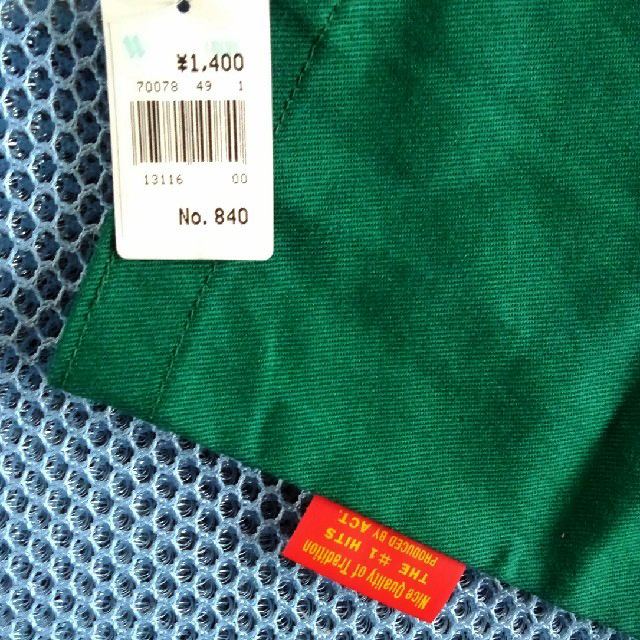 ¥1,400
70078 49 1
13116 00
No. 840
Nice Quality of Tradition
THE #1 HITS
PRODUCED BY ACT.